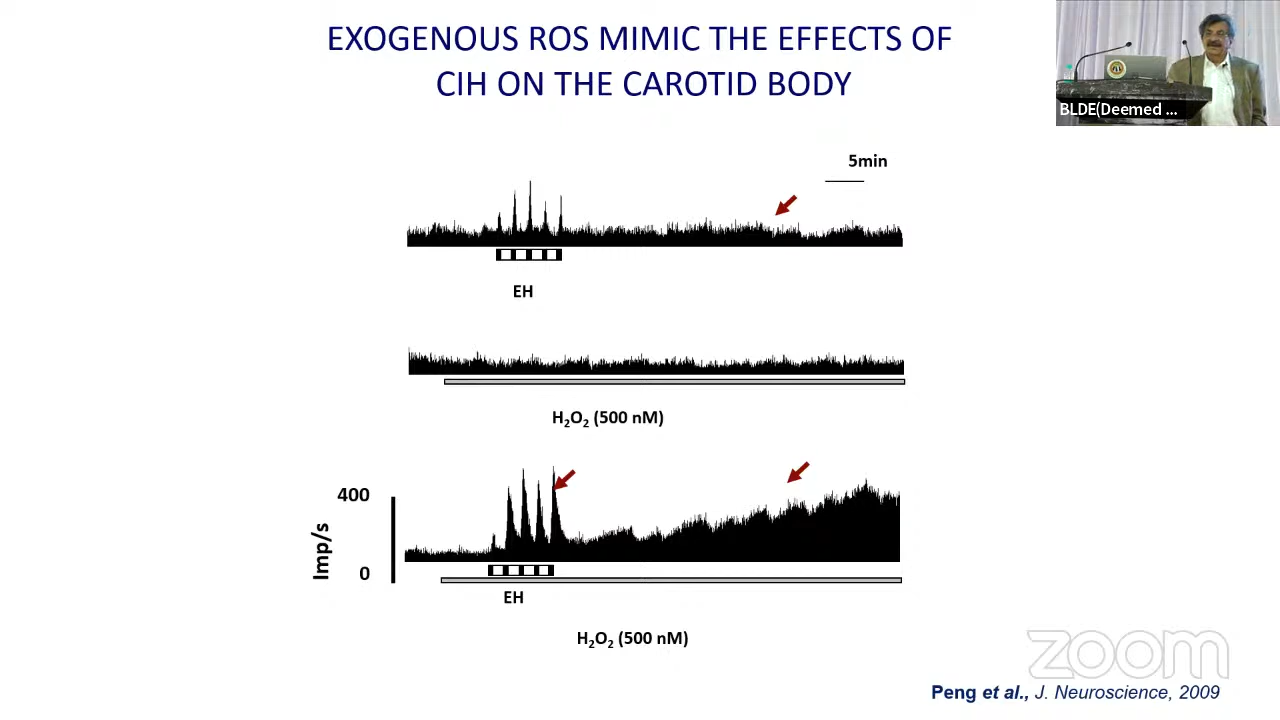 EXOGENOUS ROS MIMIC THE EFFECTS OF
CIH ON THE CAROTID BODY
BLDE(Deemed ...
5min
EH
H₂O₂ (500 nM)
400
Imp/s
0
EH
H₂O₂ (500 nM)
zoom
Peng et al., J. Neuroscience, 2009